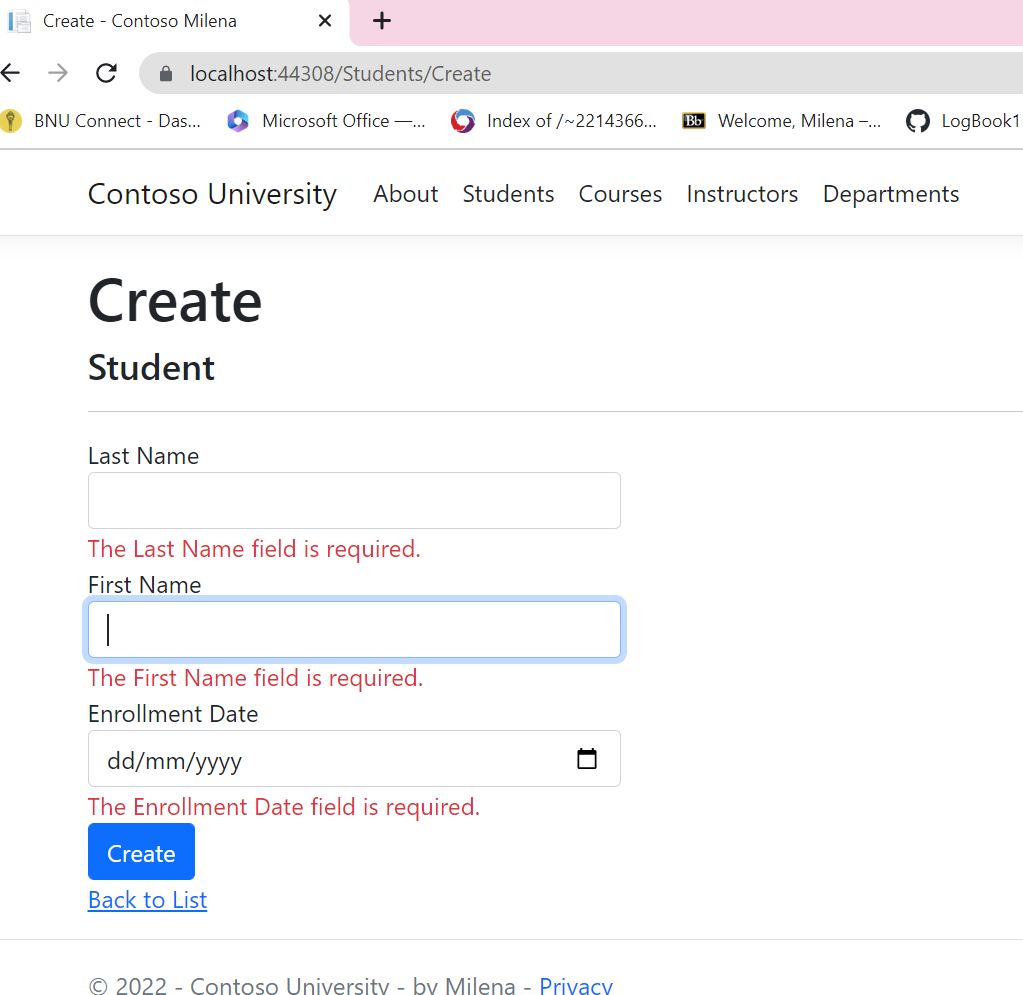 Create - Contoso Milena
localhost:44308/Students/Create
BNU Connect - Das... Microsoft Office —... Index of /~2214366... Bb Welcome, Milena –... LogBook1
Contoso University About Students Courses Instructors Departments
Create
Student
Last Name
The Last Name field is required.
First Name
The First Name field is required.
Enrollment Date
dd/mm/yyyy
The Enrollment Date field is required.
Create
Back to List
© 2022 - Contoso University - by Milena - Privacy